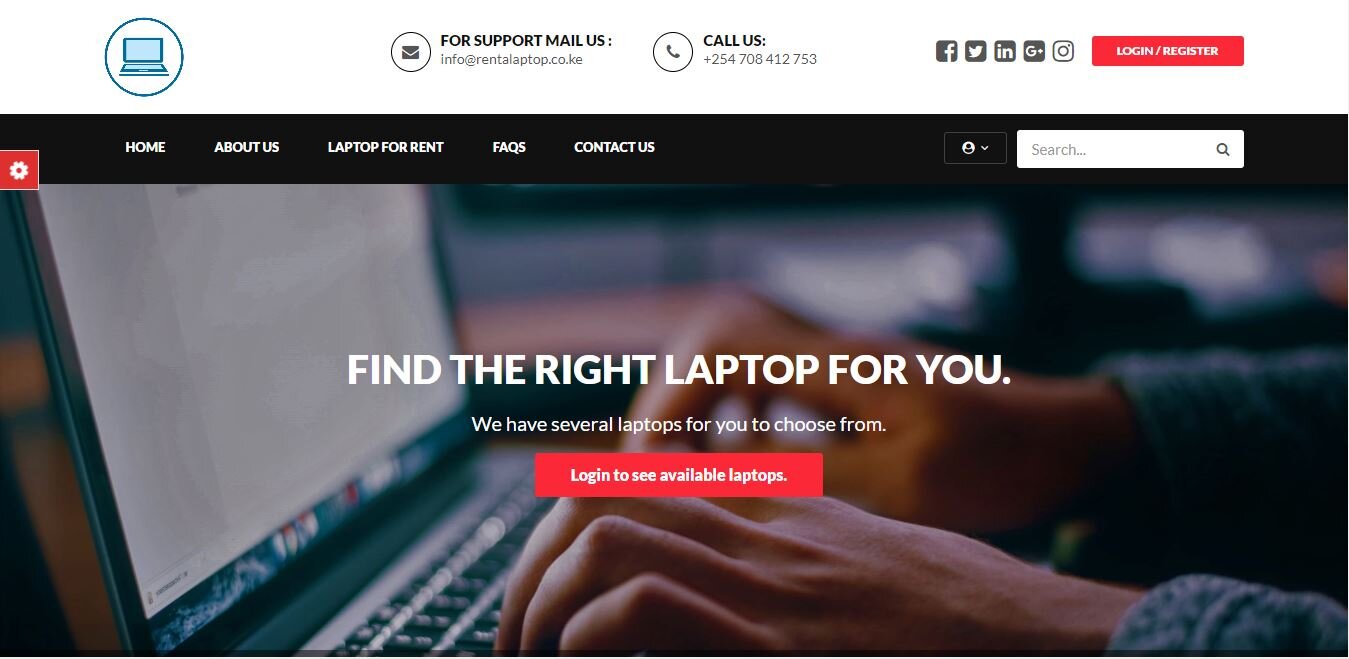 FOR SUPPORT MAIL US :
info@rentalaptop.co.ke
CALL US:
+254 708 412 753
LOGIN / REGISTER
HOME
ABOUT US
LAPTOP FOR RENT
FAQS
CONTACT US
Search...
FIND THE RIGHT LAPTOP FOR YOU.
We have several laptops for you to choose from.
Login to see available laptops.